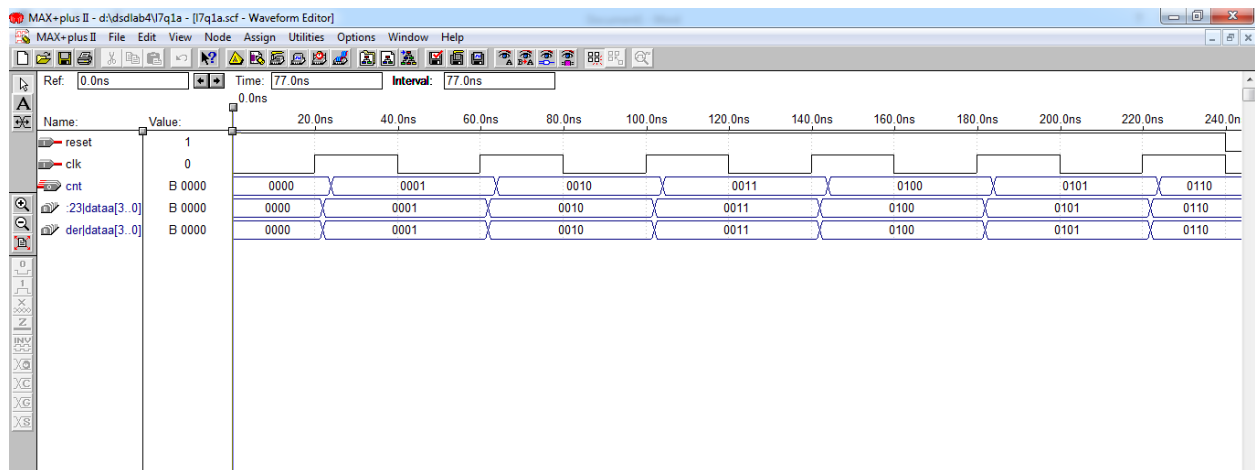 MAX+plus II - d:\dsdlab4\l7q1a - [l7q1a.scf - Waveform Editor]
MAX+plus II File Edit View Node Assign Utilities Options Window Help
Ref: 0.0ns Time: 77.0ns Interval: 77.0ns
0.0ns
Name: Value: 20.0ns 40.0ns 60.0ns 80.0ns 100.0ns 120.0ns 140.0ns 160.0ns 180.0ns 200.0ns 220.0ns 240.0n
reset 1
clk 0
cnt B 0000 0000 0001 0010 0011 0100 0101 0110
:23|dataa[3..0] B 0000 0000 0001 0010 0011 0100 0101 0110
der|dataa[3..0] B 0000 0000 0001 0010 0011 0100 0101 0110